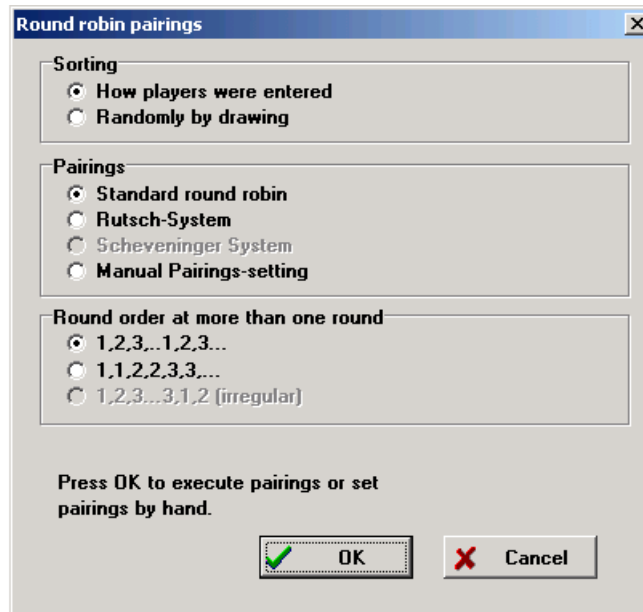 Round robin pairings
Sorting
How players were entered
Randomly by drawing
Pairings
Standard round robin
Rutsch-System
Scheveninger System
Manual Pairings-setting
Round order at more than one round
1,2,3,..1,2,3...
1,1,2,2,3,3,...
1,2,3...3,1,2 (irregular)
Press OK to execute pairings or set
pairings by hand.
OK
Cancel